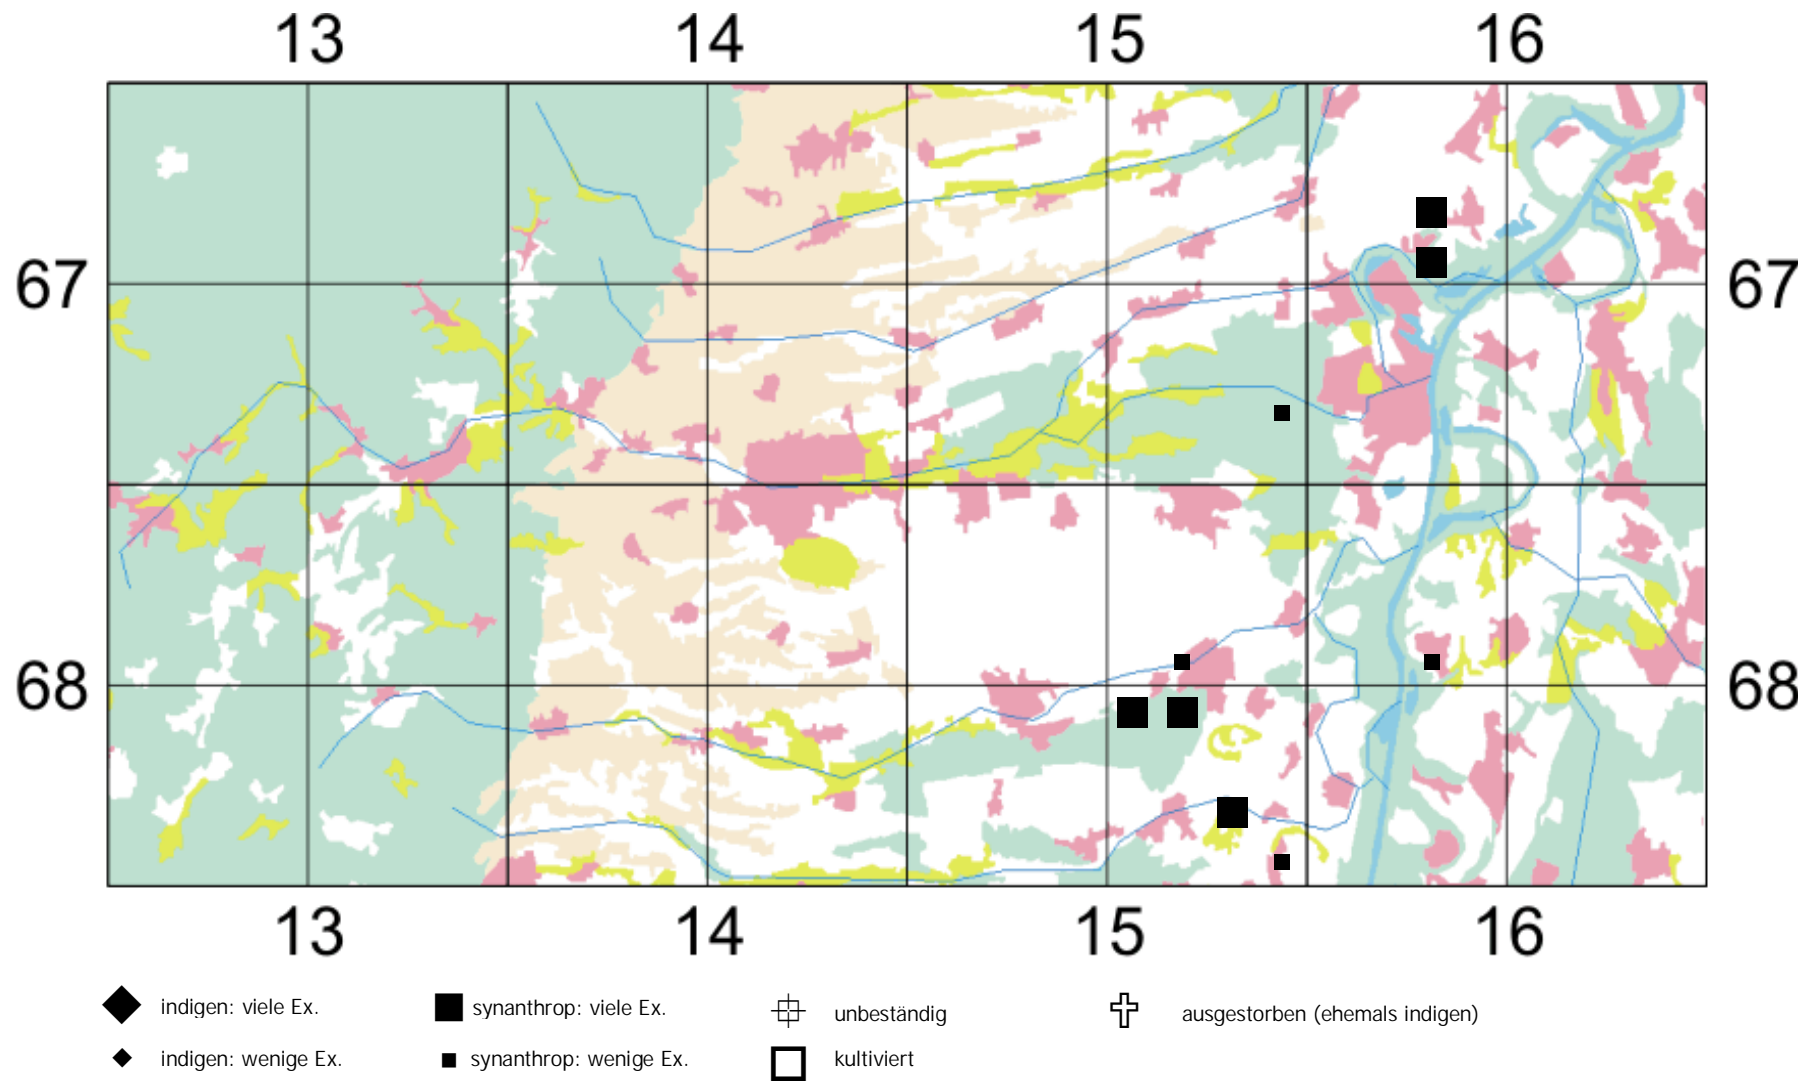 13 14 15 16
67 67
68 68
13 14 15 16
indigen: viele Ex. synanthrop: viele Ex. unbeständig ausgestorben (ehemals indigen)
indigen: wenige Ex. synanthrop: wenige Ex. kultiviert